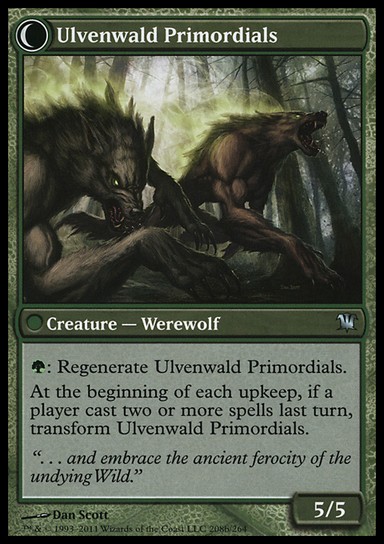 Ulvenwald Primordials
Creature — Werewolf
: Regenerate Ulvenwald Primordials.
At the beginning of each upkeep, if a
player cast two or more spells last turn,
transform Ulvenwald Primordials.
“. . . and embrace the ancient ferocity of the
undying Wild.”
Dan Scott
5/5
™ & © 1993–2011 Wizards of the Coast LLC 208b/264